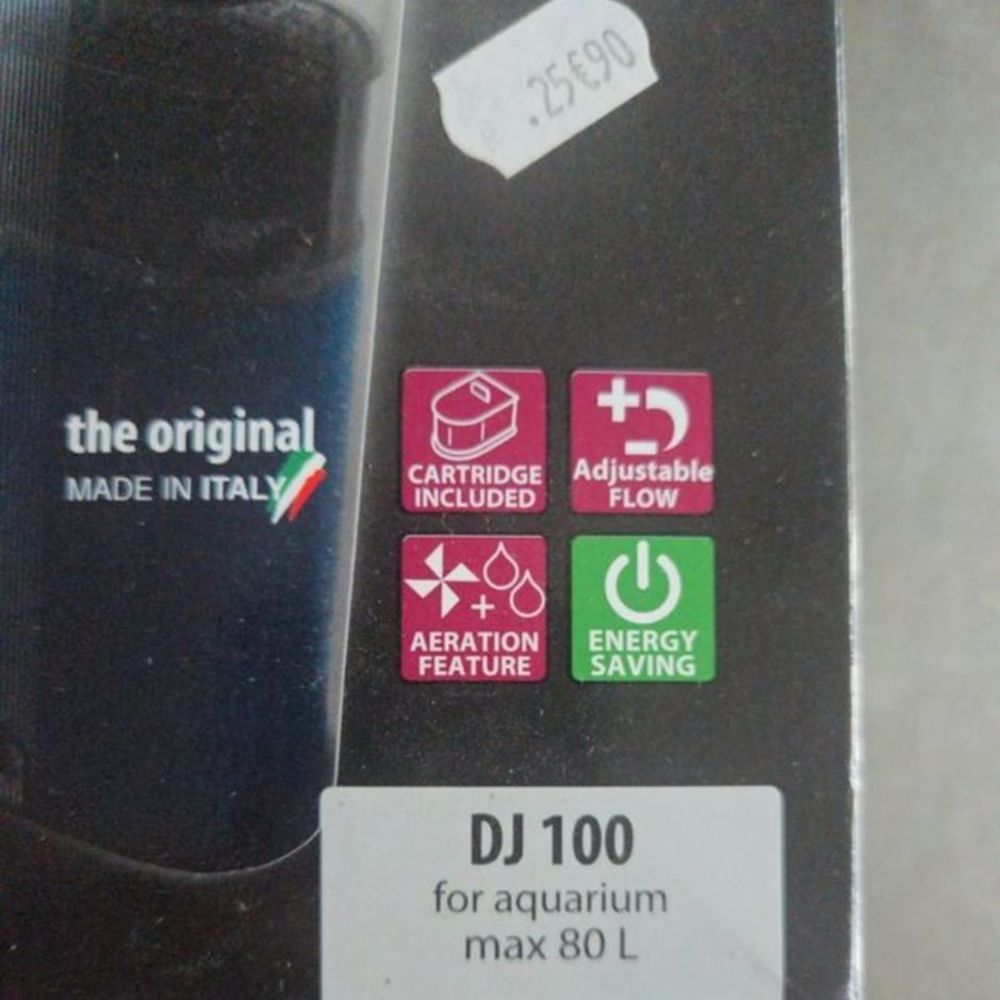 .25€90
the original
MADE IN ITALY
CARTRIDGE
INCLUDED
Adjustable
FLOW
AERATION
FEATURE
ENERGY
SAVING
DJ 100
for aquarium
max 80 L